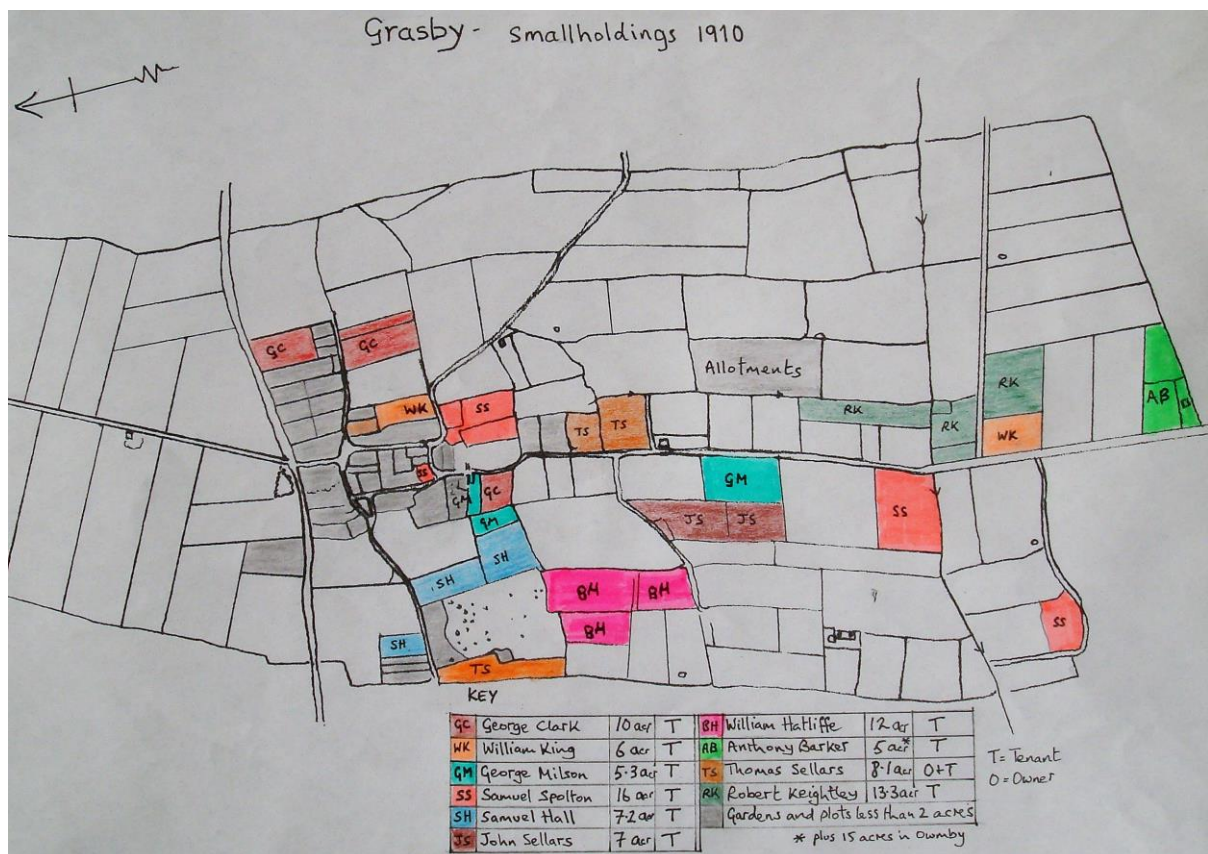 Grasby - smallholdings 1910
N
GC
GC
WK
SS
Allotments
RK
RK
RK
AB
WK
TS
TS
SS
GM
GC
GM
GM
SS
JS
JS
SH
SH
BH
BH
BH
SS
SH
TS
KEY
GC George Clark 10 acr T
WK William King 6 acr T
GM George Milson 5.3 acr T
SS Samuel Spolton 16 acr T
SH Samuel Hall 7.2 acr T
JS John Sellars 7 acr T
BH William Hatliffe 12 acr T
AB Anthony Barker 5 acr* T
TS Thomas Sellars 8.1 acr O+T
RK Robert Keightley 13.3 acr T
Gardens and plots less than 2 acres
* plus 15 acres in Owmby
T = Tenant
O = Owner